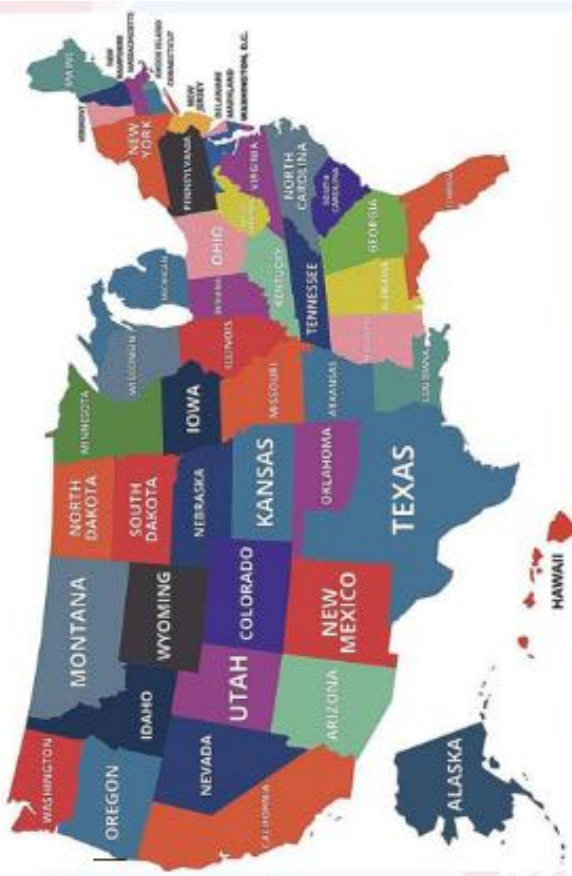 WASHINGTON
OREGON
CALIFORNIA
NEVADA
IDAHO
MONTANA
WYOMING
UTAH
ARIZONA
COLORADO
NEW
MEXICO
NORTH
DAKOTA
SOUTH
DAKOTA
NEBRASKA
KANSAS
OKLAHOMA
TEXAS
MINNESOTA
IOWA
MISSOURI
ARKANSAS
LOUISIANA
WISCONSIN
ILLINOIS
MICHIGAN
INDIANA
OHIO
KENTUCKY
TENNESSEE
ALABAMA
GEORGIA
SOUTH
CAROLINA
NORTH
CAROLINA
VIRGINIA
PENNSYLVANIA
NEW
YORK
VERMONT
MAINE
NEW
HAMPSHIRE
MASSACHUSETTS
RHODE ISLAND
CONNECTICUT
NEW
JERSEY
DELAWARE
MARYLAND
WASHINGTON, D.C.
ALASKA
HAWAII